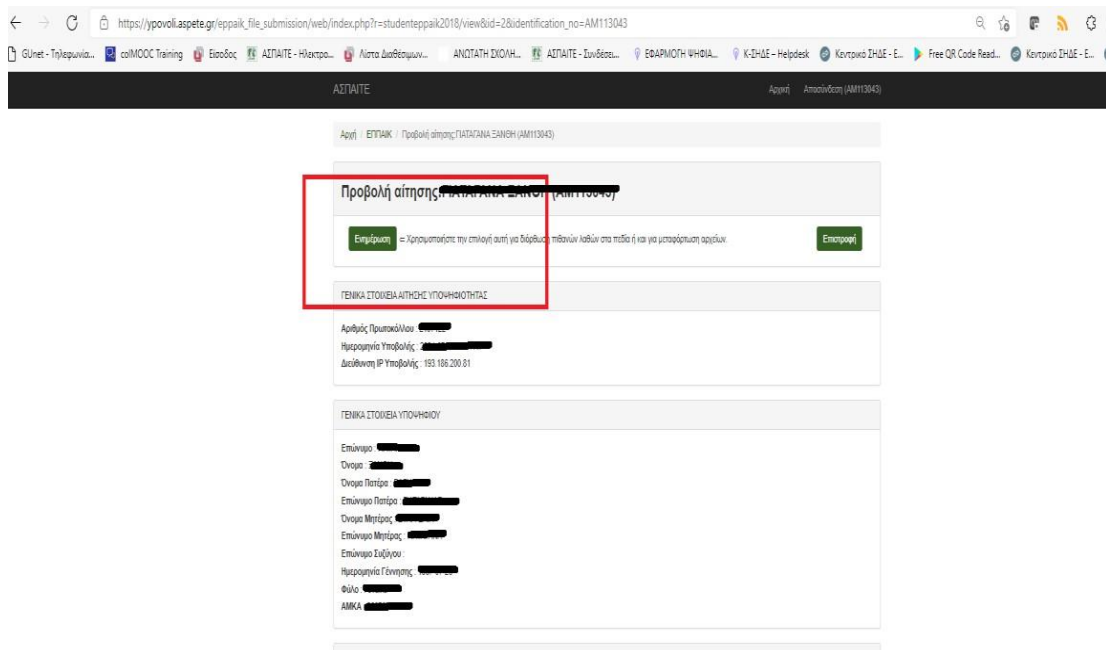 https://ypovoli.aspete.gr/eppaik_file_submission/web/index.php?r=studenteppaik2018/view&id=2&identification_no=AM113043
GUnet - Τηλεφωνία... colMOOC Training Είσοδος ΑΣΠΑΙΤΕ - Ηλεκτρο... Λίστα Διαθέσιμων... ΑΝΩΤΑΤΗ ΣΧΟΛΗ... ΑΣΠΑΙΤΕ - Συνδέσει... ΕΦΑΡΜΟΓΗ ΨΗΦΙΑ... Κ-ΣΗΔΕ – Helpdesk Κεντρικό ΣΗΔΕ - Ε... Free QR Code Read... Κεντρικό ΣΗΔΕ - Ε...
ΑΣΠΑΙΤΕ Αρχική Αποσύνδεση (AM113043)
Αρχή / ΕΠΠΑΙΚ / Προβολή αίτησης:ΓΙΑΤΑΓΑΝΑ ΞΑΝΘΗ (AM113043)
Προβολή αίτησης:
Ενημέρωση = Χρησιμοποιήστε την επιλογή αυτή για διόρθωση πιθανών λαθών στα πεδία ή και για μεταφόρτωση αρχείων. Επιστροφή
ΓΕΝΙΚΑ ΣΤΟΙΧΕΙΑ ΑΙΤΗΣΗΣ ΥΠΟΨΗΦΙΟΤΗΤΑΣ
Αριθμός Πρωτοκόλλου :
Ημερομηνία Υποβολής :
Διεύθυνση IP Υποβολής : 193.186.200.81
ΓΕΝΙΚΑ ΣΤΟΙΧΕΙΑ ΥΠΟΨΗΦΙΟΥ
Επώνυμο :
Όνομα :
Όνομα Πατέρα :
Επώνυμο Πατέρα :
Όνομα Μητέρας :
Επώνυμο Μητέρας :
Επώνυμο Συζύγου :
Ημερομηνία Γέννησης :
Φύλο :
ΑΜΚΑ :